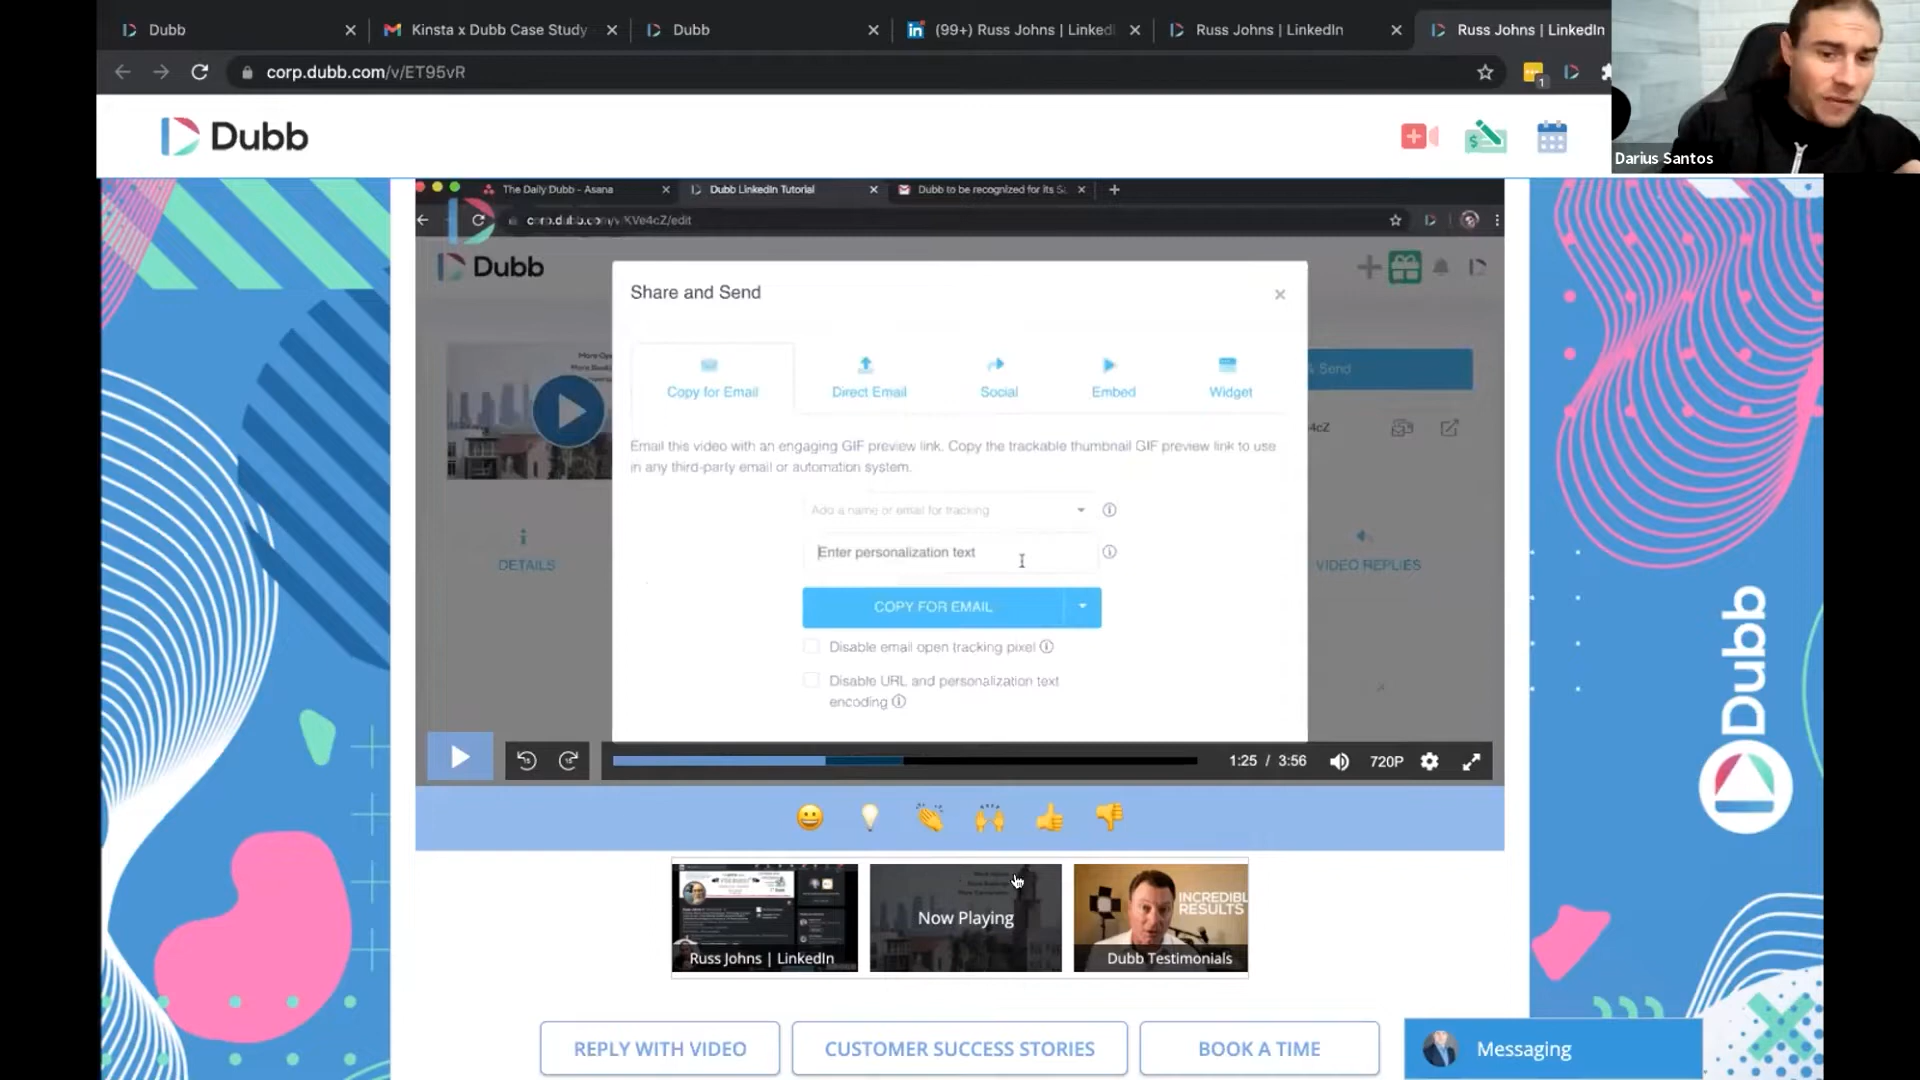 Dubb
Kinsta x Dubb Case Study
Dubb
(99+) Russ Johns | Linked
Russ Johns | LinkedIn
Russ Johns | LinkedIn
corp.dubb.com/v/ET95vR
1
Darius Santos
Dubb
The Daily Dubb - Asana
Dubb LinkedIn Tutorial
Dubb to be recognized for its
/edit
Dubb
Share and Send
Send
Copy for Email
Direct Email
Social
Embed
Widget
Email this video with an engaging GIF preview link. Copy the trackable thumbnail GIF preview link to use
in any third-party email or automation system.
Add a name or email for tracking
Enter personalization text
DETAILS
VIDEO REPLIES
COPY FOR EMAIL
Disable email open tracking pixel
Disable URL and personalization text
encoding
1:25 / 3:56
720P
Dubb
Now Playing
INCREDIBL
RESULTS
Russ Johns | LinkedIn
Dubb Testimonials
REPLY WITH VIDEO
CUSTOMER SUCCESS STORIES
BOOK A TIME
Messaging